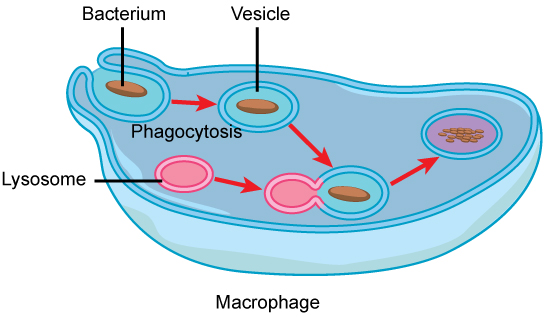 Bacterium
Vesicle
Phagocytosis
Lysosome
Macrophage